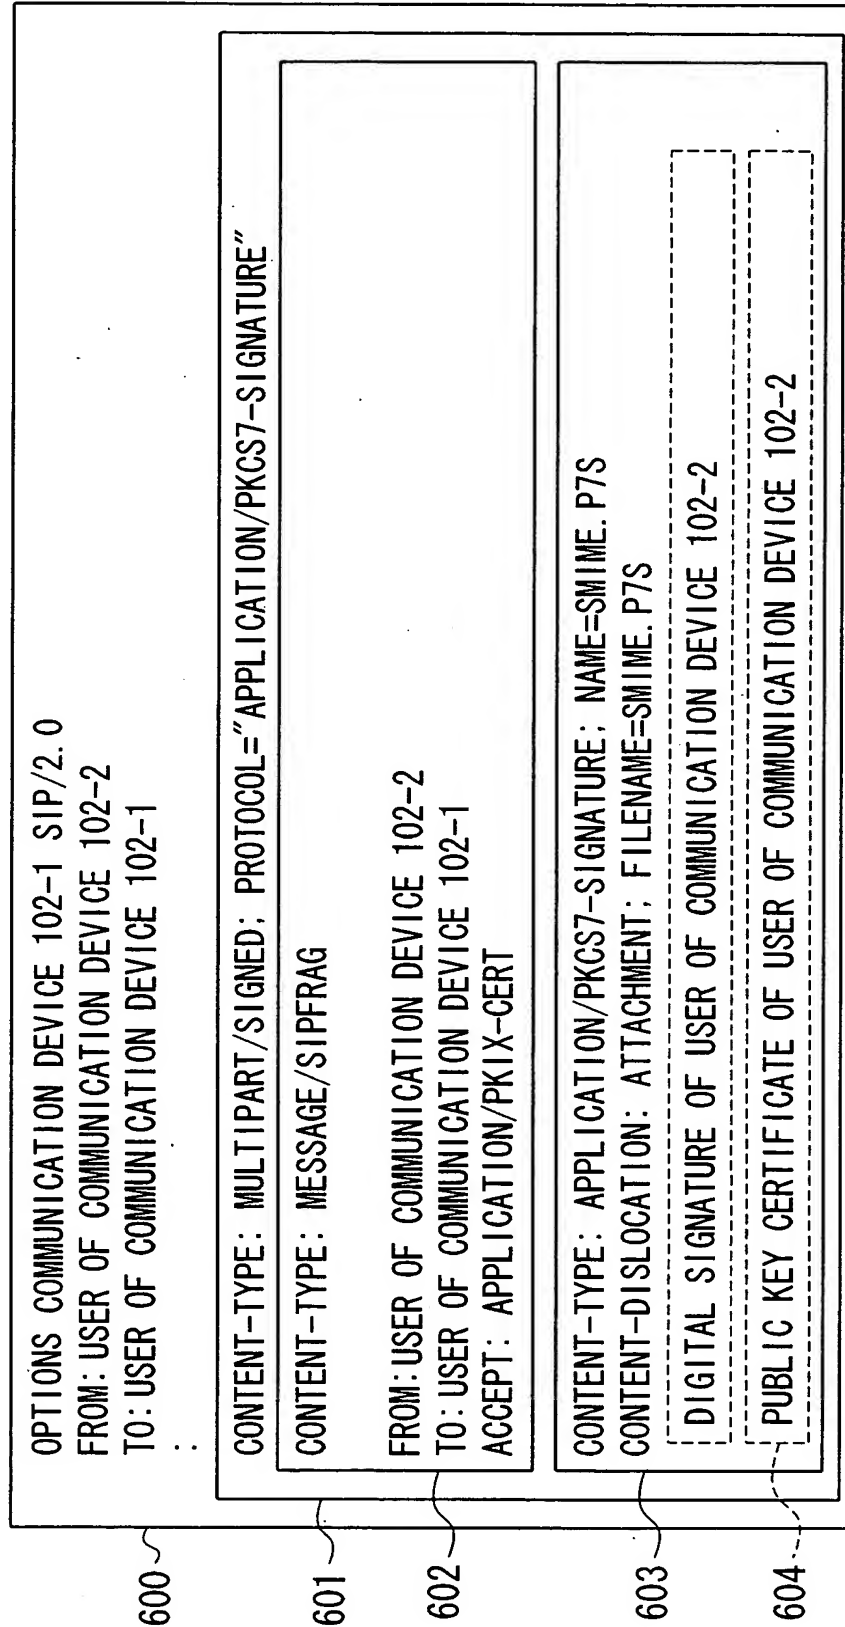 OPTIONS COMMUNICATION DEVICE 102-1 SIP/2.0
FROM: USER OF COMMUNICATION DEVICE 102-2
TO: USER OF COMMUNICATION DEVICE 102-1
:
CONTENT-TYPE: MULTIPART/SIGNED; PROTOCOL="APPLICATION/PKCS7-SIGNATURE"
CONTENT-TYPE: MESSAGE/SIPFRAG
FROM: USER OF COMMUNICATION DEVICE 102-2
TO: USER OF COMMUNICATION DEVICE 102-1
ACCEPT: APPLICATION/PKIX-CERT
CONTENT-TYPE: APPLICATION/PKCS7-SIGNATURE; NAME=SMIME.P7S
CONTENT-DISLOCATION: ATTACHMENT; FILENAME=SMIME.P7S
DIGITAL SIGNATURE OF USER OF COMMUNICATION DEVICE 102-2
PUBLIC KEY CERTIFICATE OF USER OF COMMUNICATION DEVICE 102-2
600
601
602
603
604